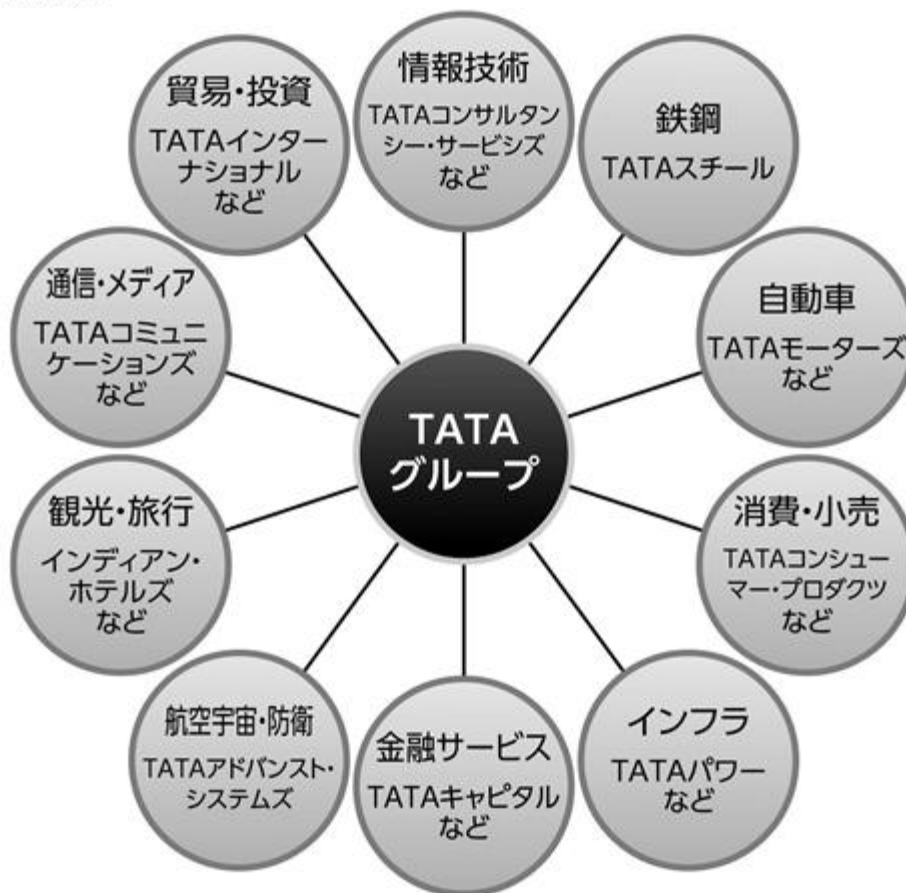 TATA
グループ
情報技術
TATAコンサルタン
シー・サービシズ
など
鉄鋼
TATAスチール
自動車
TATAモーターズ
など
消費・小売
TATAコンシュー
マー・プロダクツ
など
インフラ
TATAパワー
など
金融サービス
TATAキャピタル
など
航空宇宙・防衛
TATAアドバンスト・
システムズ
観光・旅行
インディアン・
ホテルズ
など
通信・メディア
TATAコミュニ
ケーションズ
など
貿易・投資
TATAインター
ナショナル
など